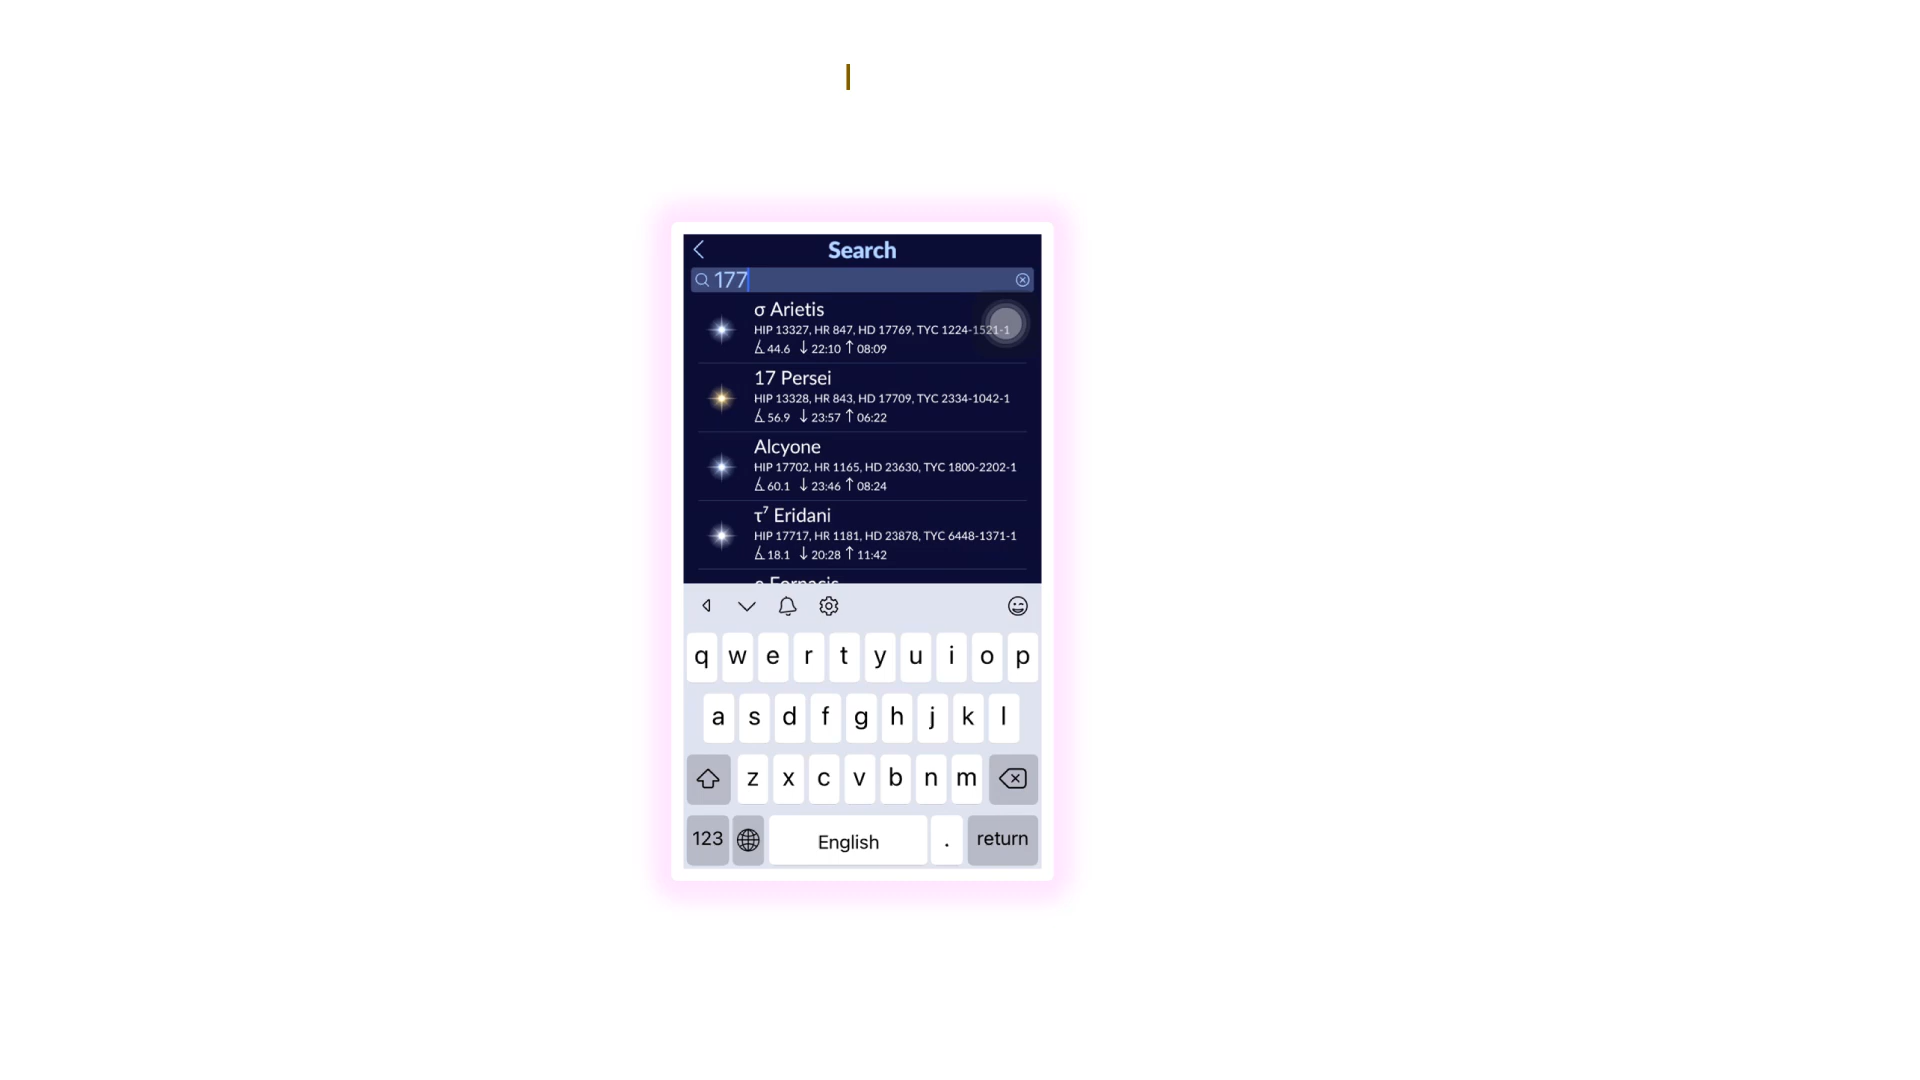 Search
177
σ Arietis
HIP 13327, HR 847, HD 17769, TYC 1224-1521-1
44.6 ↓ 22:10 ↑ 08:09
17 Persei
HIP 13328, HR 843, HD 17709, TYC 2334-1042-1
56.9 ↓ 23:57 ↑ 06:22
Alcyone
HIP 17702, HR 1165, HD 23630, TYC 1800-2202-1
60.1 ↓ 23:46 ↑ 08:24
τ⁷ Eridani
HIP 17717, HR 1181, HD 23878, TYC 6448-1371-1
18.1 ↓ 20:28 ↑ 11:42
Fornacis
q w e r t y u i o p
a s d f g h j k l
z x c v b n m
123 English . return